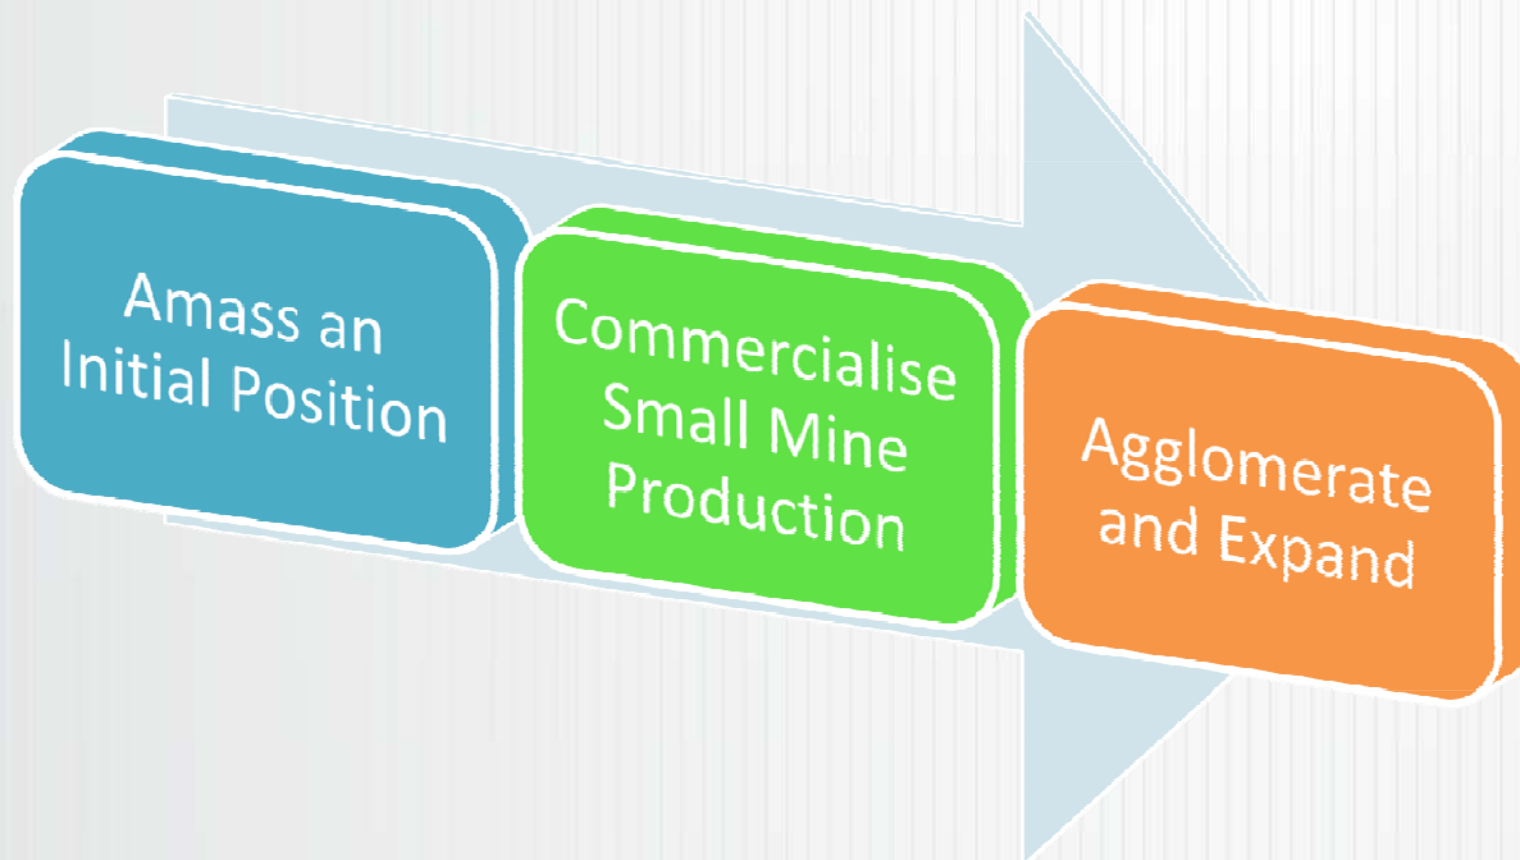 Amass an
Initial Position
Commercialise
Small Mine
Production
Agglomerate
and Expand